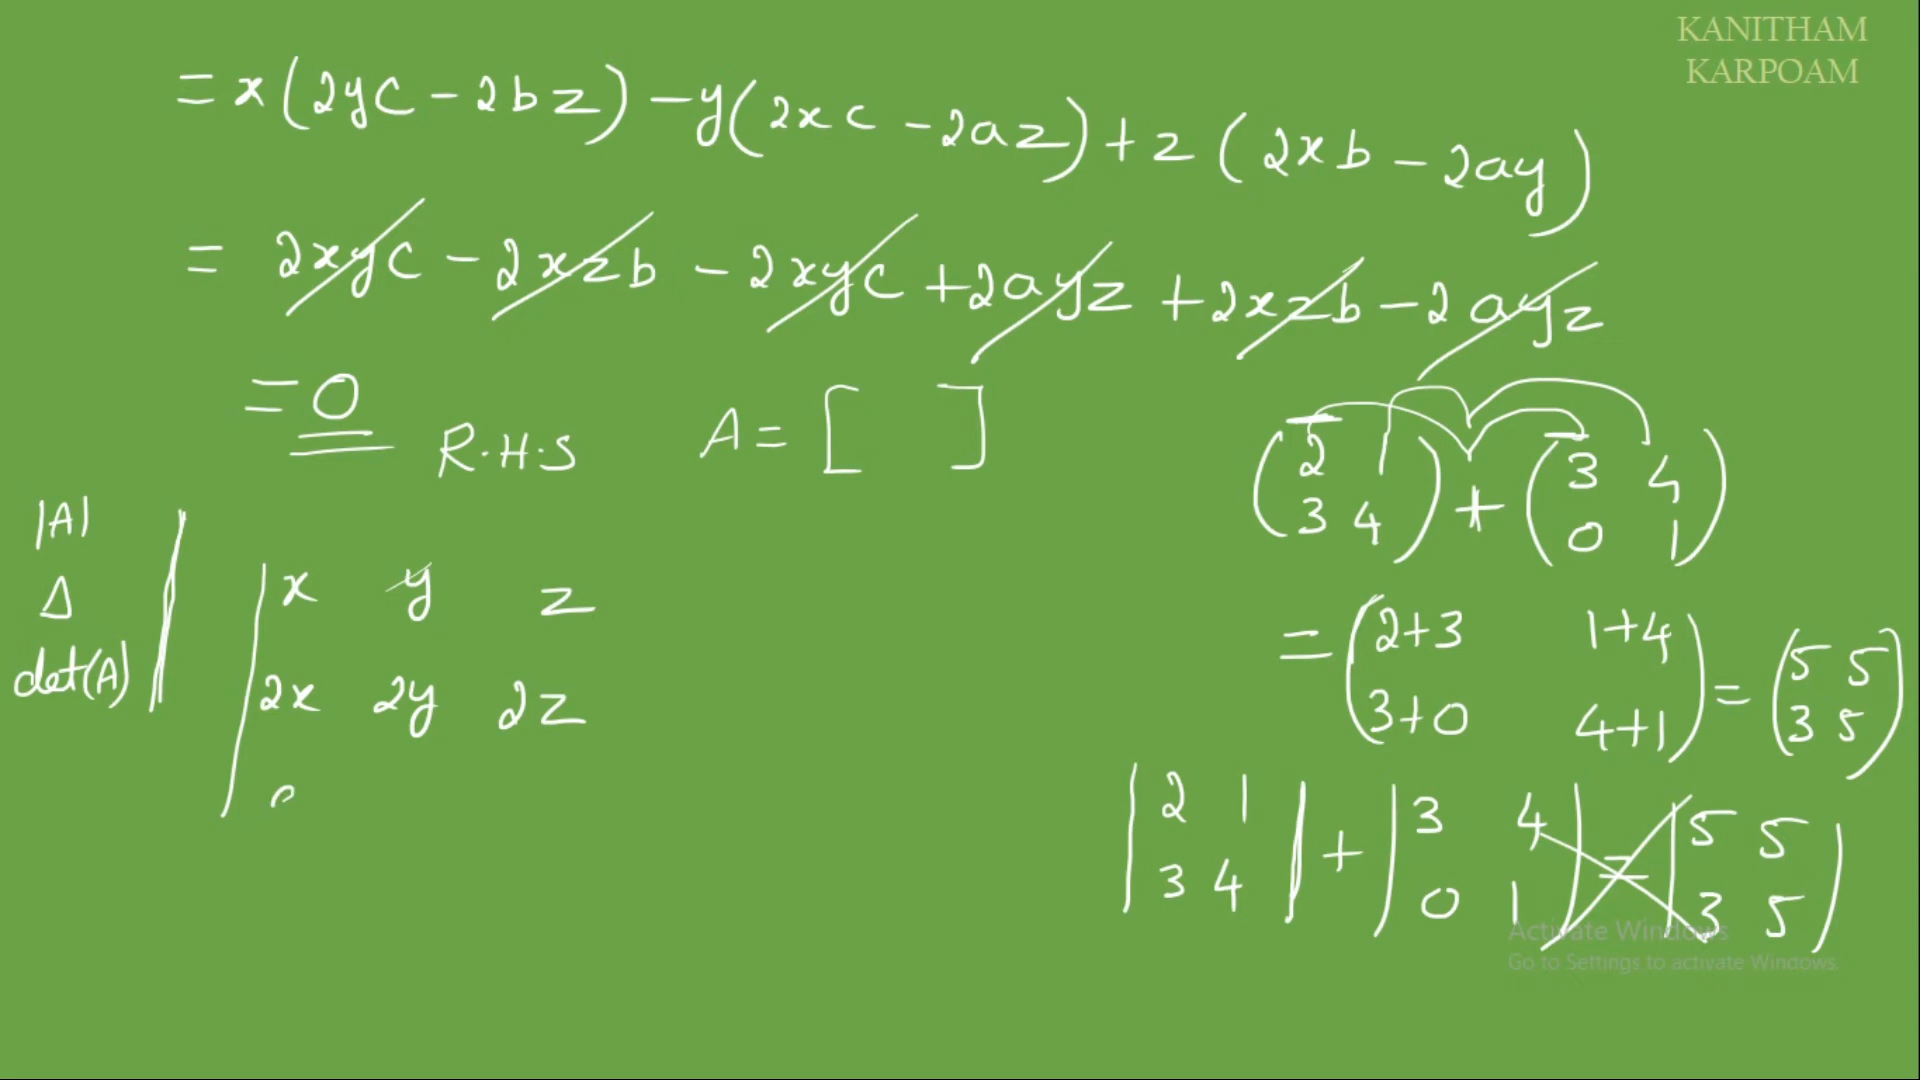 KANITHAM
KARPOAM
= x(2yc - 2bz) - y(2xc - 2az) + z(2xb - 2ay)
= 2xyc - 2xzb - 2xyc + 2ayz + 2xzb - 2ayz
= 0
R.H.S
A = [ ]
(2 1
3 4) + (3 4
0 1)
= (2+3 1+4
3+0 4+1) = (5 5
3 5)
|A|
Δ
det(A)
| x y z
2x 2y 2z
|2 1
3 4| + |3 4
0 1| = |5 5
3 5|
Activate Windows
Go to Settings to activate Windows.